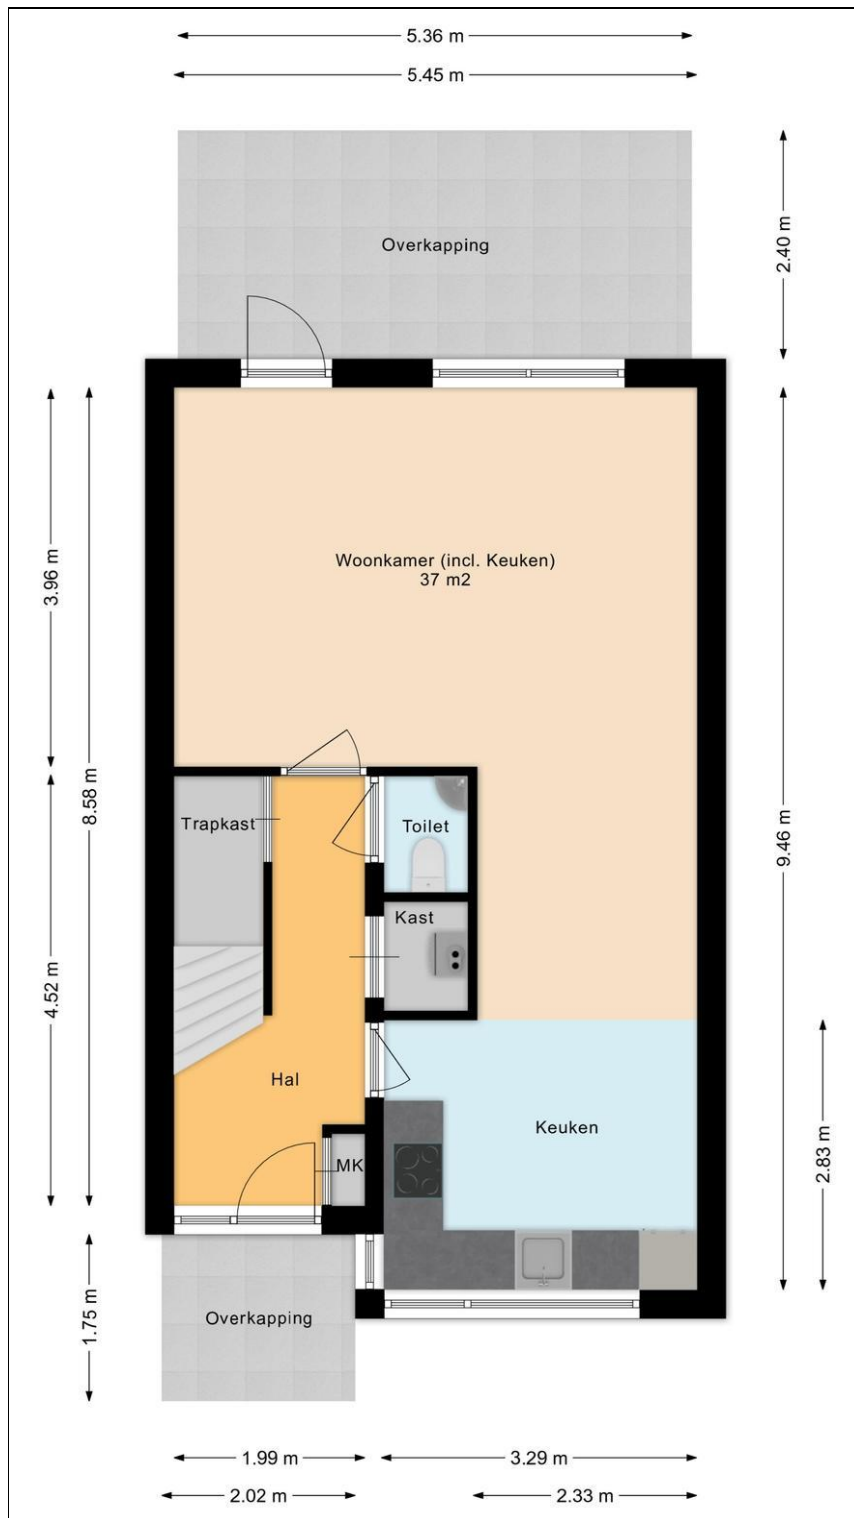 5.36 m
5.45 m
Overkapping
2.40 m
Woonkamer (incl. Keuken)
37 m2
3.96 m
8.58 m
9.46 m
Trapkast
Toilet
Kast
4.52 m
Hal
Keuken
MK
2.83 m
1.75 m
Overkapping
1.99 m
3.29 m
2.02 m
2.33 m